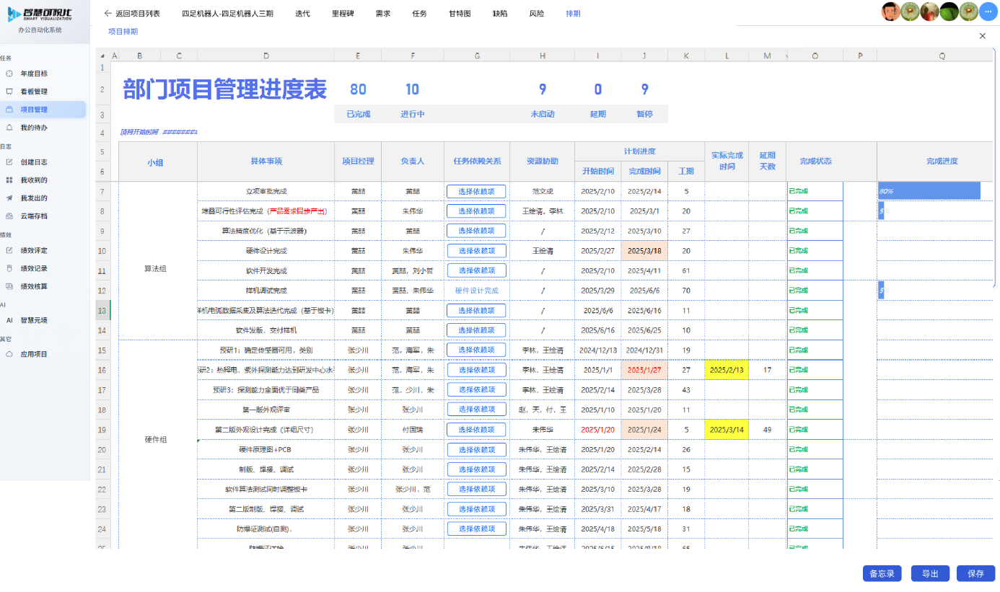 智慧可视化
SMART VISUALIZATION
办公自动化系统
任务
年度目标
看板管理
项目管理
我的待办
日志
创建日志
我收到的
我发出的
云端存档
绩效
绩效评定
绩效记录
绩效核算
AI
AI 智慧元境
其它
应用项目
返回项目列表 四足机器人-四足机器人三期 迭代 里程碑 需求 任务 甘特图 缺陷 风险 排期
项目排期
A B C D E F G H I J K L M O P Q
1
2 部门项目管理进度表 80 10 9 0 9
3 已完成 进行中 未启动 延期 暂停
4 项目开始时间: ########
5 小组 具体事项 项目经理 负责人 任务依赖关系 资源协助 计划进度 实际完成时间 延期天数 完成状态 完成进度
6 开始时间 完成时间 工期
7 立项审批完成 黄喆 黄喆 选择依赖项 范文成 2025/2/10 2025/2/14 5 已完成 80%
8 堆叠可行性评估完成（产品需求同步产出） 黄喆 朱伟华 选择依赖项 王绘清。李林 2025/2/10 2025/3/1 20 已完成 5
9 算法精度优化（基于示波器） 黄喆 黄喆 选择依赖项 / 2025/2/12 2025/3/10 27 已完成
10 硬件设计完成 黄喆 朱伟华 选择依赖项 王绘清 2025/2/27 2025/3/18 20 已完成
11 算法组 软件开发完成 黄喆 黄喆，刘小哲 选择依赖项 / 2025/2/10 2025/4/11 61 已完成
12 样机调试完成 黄喆 黄喆，朱伟华 硬件设计完成 / 2025/3/29 2025/6/6 70 已完成 5
13 样机电弧数据采集及算法迭代完成（基于板卡） 黄喆 黄喆 选择依赖项 / 2025/6/6 2025/6/16 11 已完成
14 软件发版，交付样机 黄喆 黄喆 选择依赖项 / 2025/6/16 2025/6/25 10 已完成
15 预研1：确定传感器可用，类别 张少川 范。海军，朱 选择依赖项 李林，王绘清 2024/12/13 2024/12/31 19 已完成
16 预研2：热释电，紫外探测能力达到研发中心水平 张少川 范。海军，朱 选择依赖项 李林，王绘清 2025/1/1 2025/1/27 27 2025/2/13 17 已完成
17 预研3：探测能力全面优于同类产品 张少川 范。少川，朱 选择依赖项 李林，王绘清 2025/2/14 2025/3/28 43 已完成
18 第一版外观评审 张少川 张少川 选择依赖项 赵，天，付，王 2025/1/10 2025/1/20 11 已完成
19 硬件组 第二版外观设计完成（详细尺寸） 张少川 付国瑞 选择依赖项 朱伟华 2025/1/20 2025/1/24 5 2025/3/14 49 已完成
20 硬件原理图+PCB 张少川 张少川 选择依赖项 朱伟华，王绘清 2025/1/20 2025/2/14 26 已完成
21 制版、焊接、调试 张少川 张少川 选择依赖项 朱伟华，王绘清 2025/2/14 2025/2/28 15 已完成
22 软件算法测试同时调整板卡 张少川 张少川，范 选择依赖项 朱伟华，王绘清 2025/3/10 2025/3/28 19 已完成
23 第二版制版、焊接、调试 张少川 张少川 选择依赖项 朱伟华，王绘清 2025/3/31 2025/4/17 18 已完成
24 防爆证测试(自测)， 张少川 张少川 选择依赖项 朱伟华，王绘清 2025/4/18 2025/5/18 31 已完成
25 防爆证送检 张少川 张少川 朱伟华，王绘清 2025/6/15 2025/8/18 65 已完成
备忘录 导出 保存